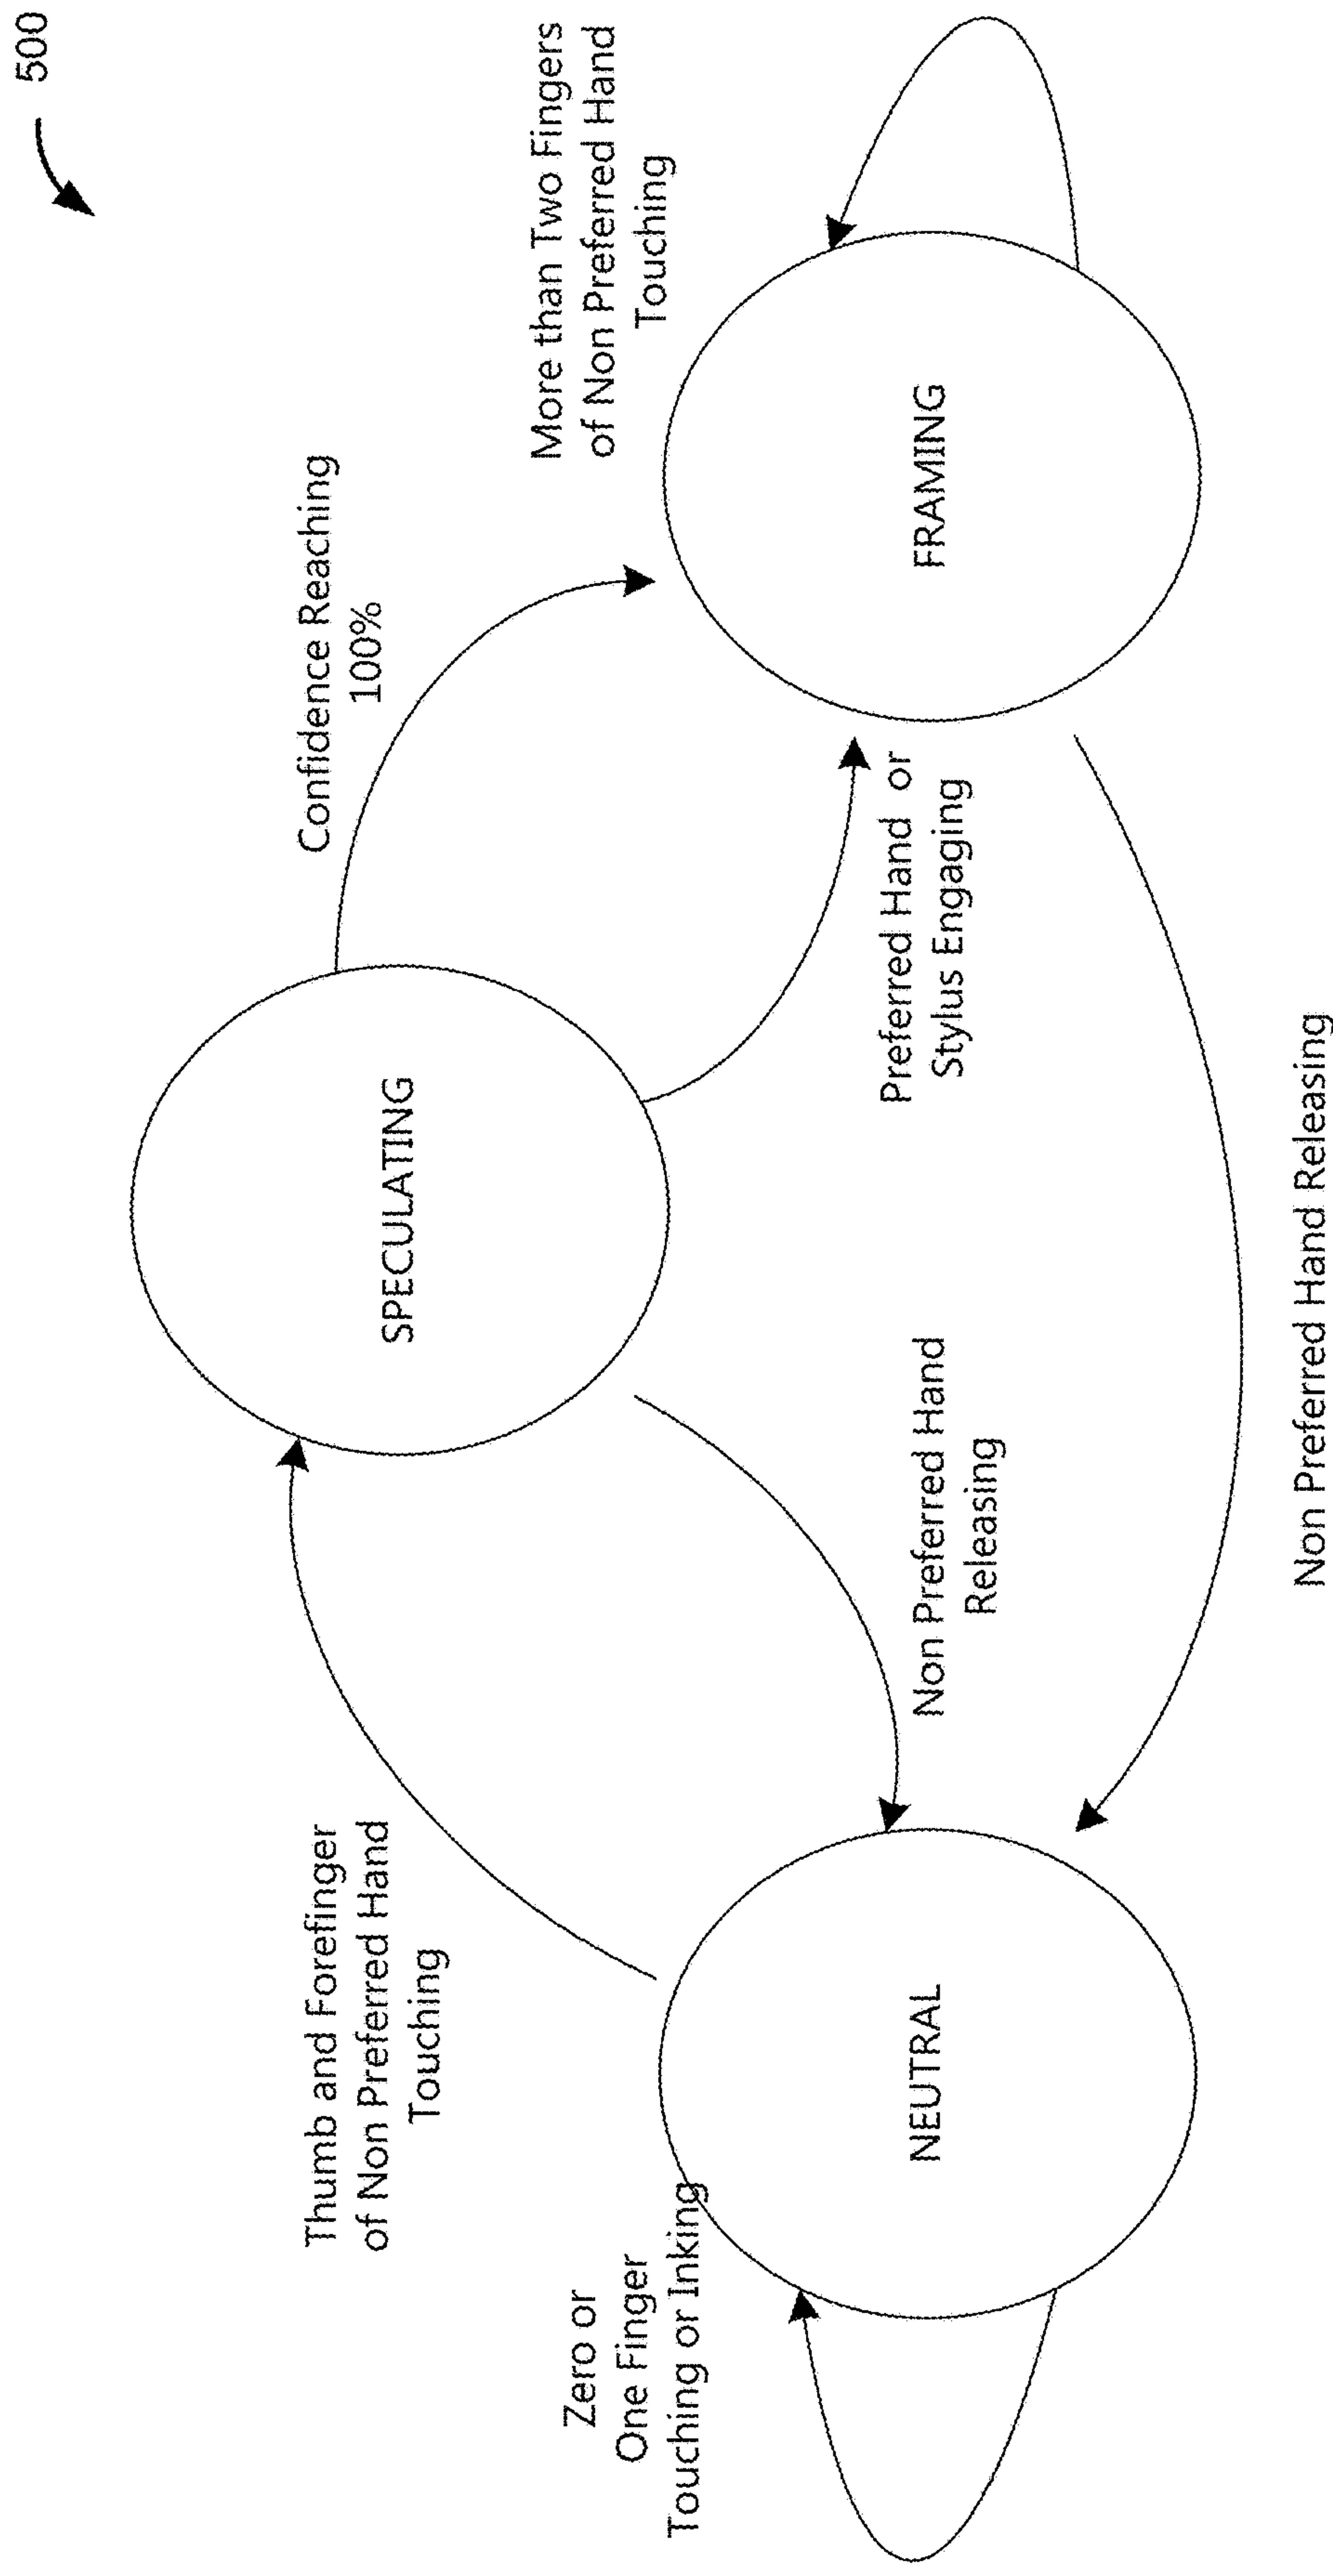 500
Confidence Reaching
100%
More than Two Fingers
of Non Preferred Hand
Touching
SPECULATING
Thumb and Forefinger
of Non Preferred Hand
Touching
Preferred Hand or
Stylus Engaging
FRAMING
Zero or
One Finger
Touching or Inking
NEUTRAL
Non Preferred Hand
Releasing
Non Preferred Hand Releasing